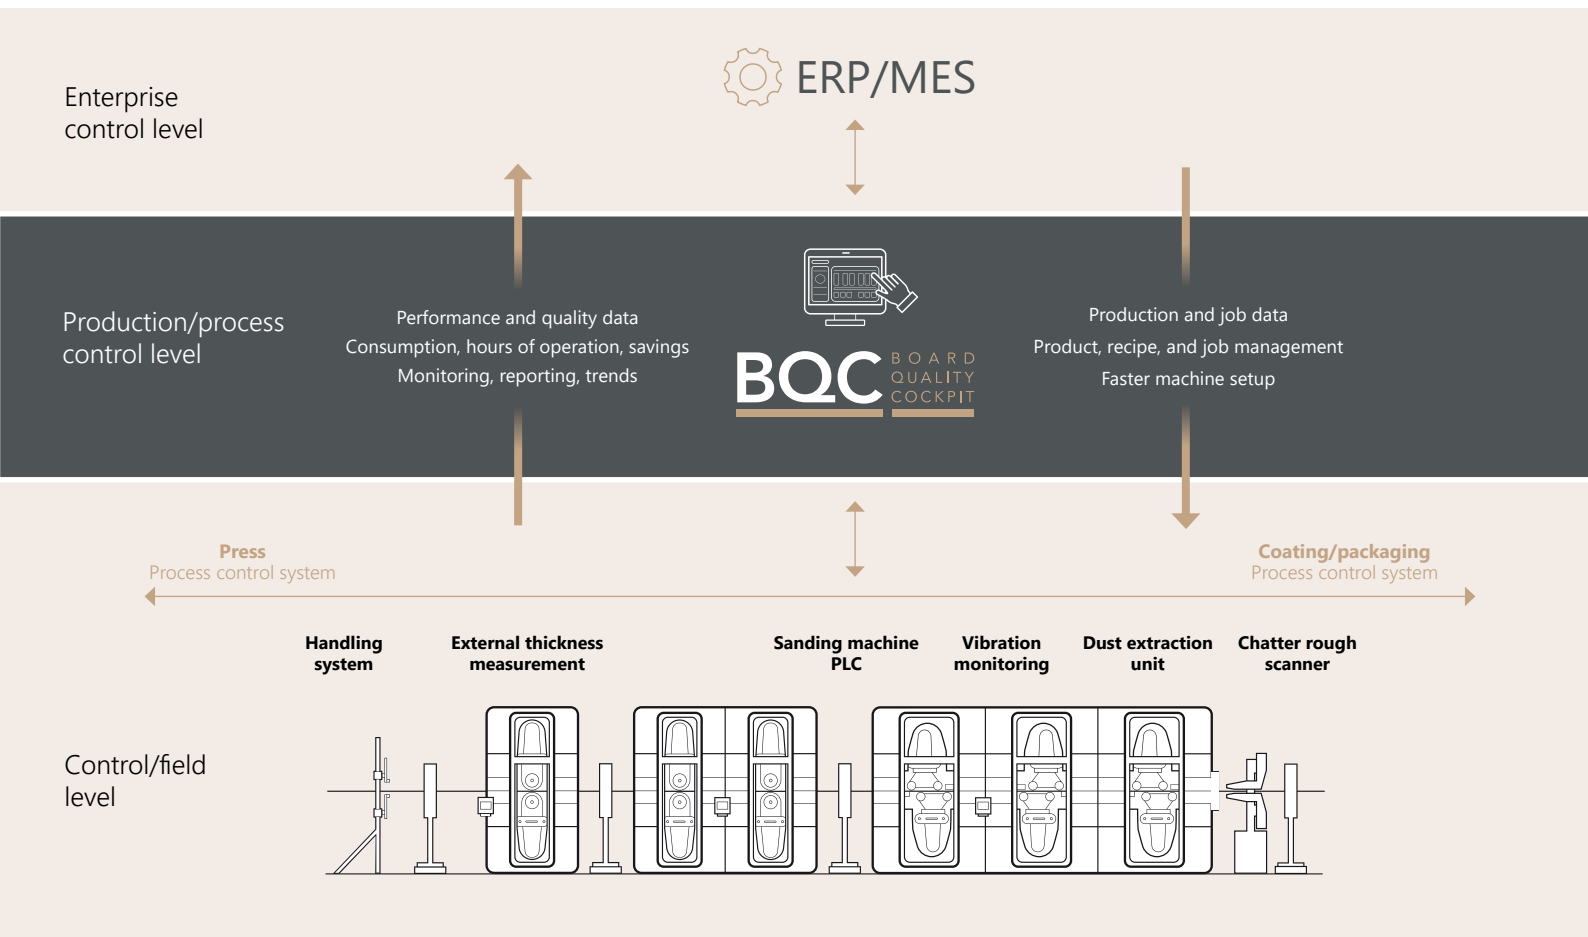 ERP/MES
Enterprise
control level
Production/process
control level
Performance and quality data
Consumption, hours of operation, savings
Monitoring, reporting, trends
BQC
BOARD
QUALITY
COCKPIT
Production and job data
Product, recipe, and job management
Faster machine setup
Press
Process control system
Coating/packaging
Process control system
Handling
system
External thickness
measurement
Sanding machine
PLC
Vibration
monitoring
Dust extraction
unit
Chatter rough
scanner
Control/field
level